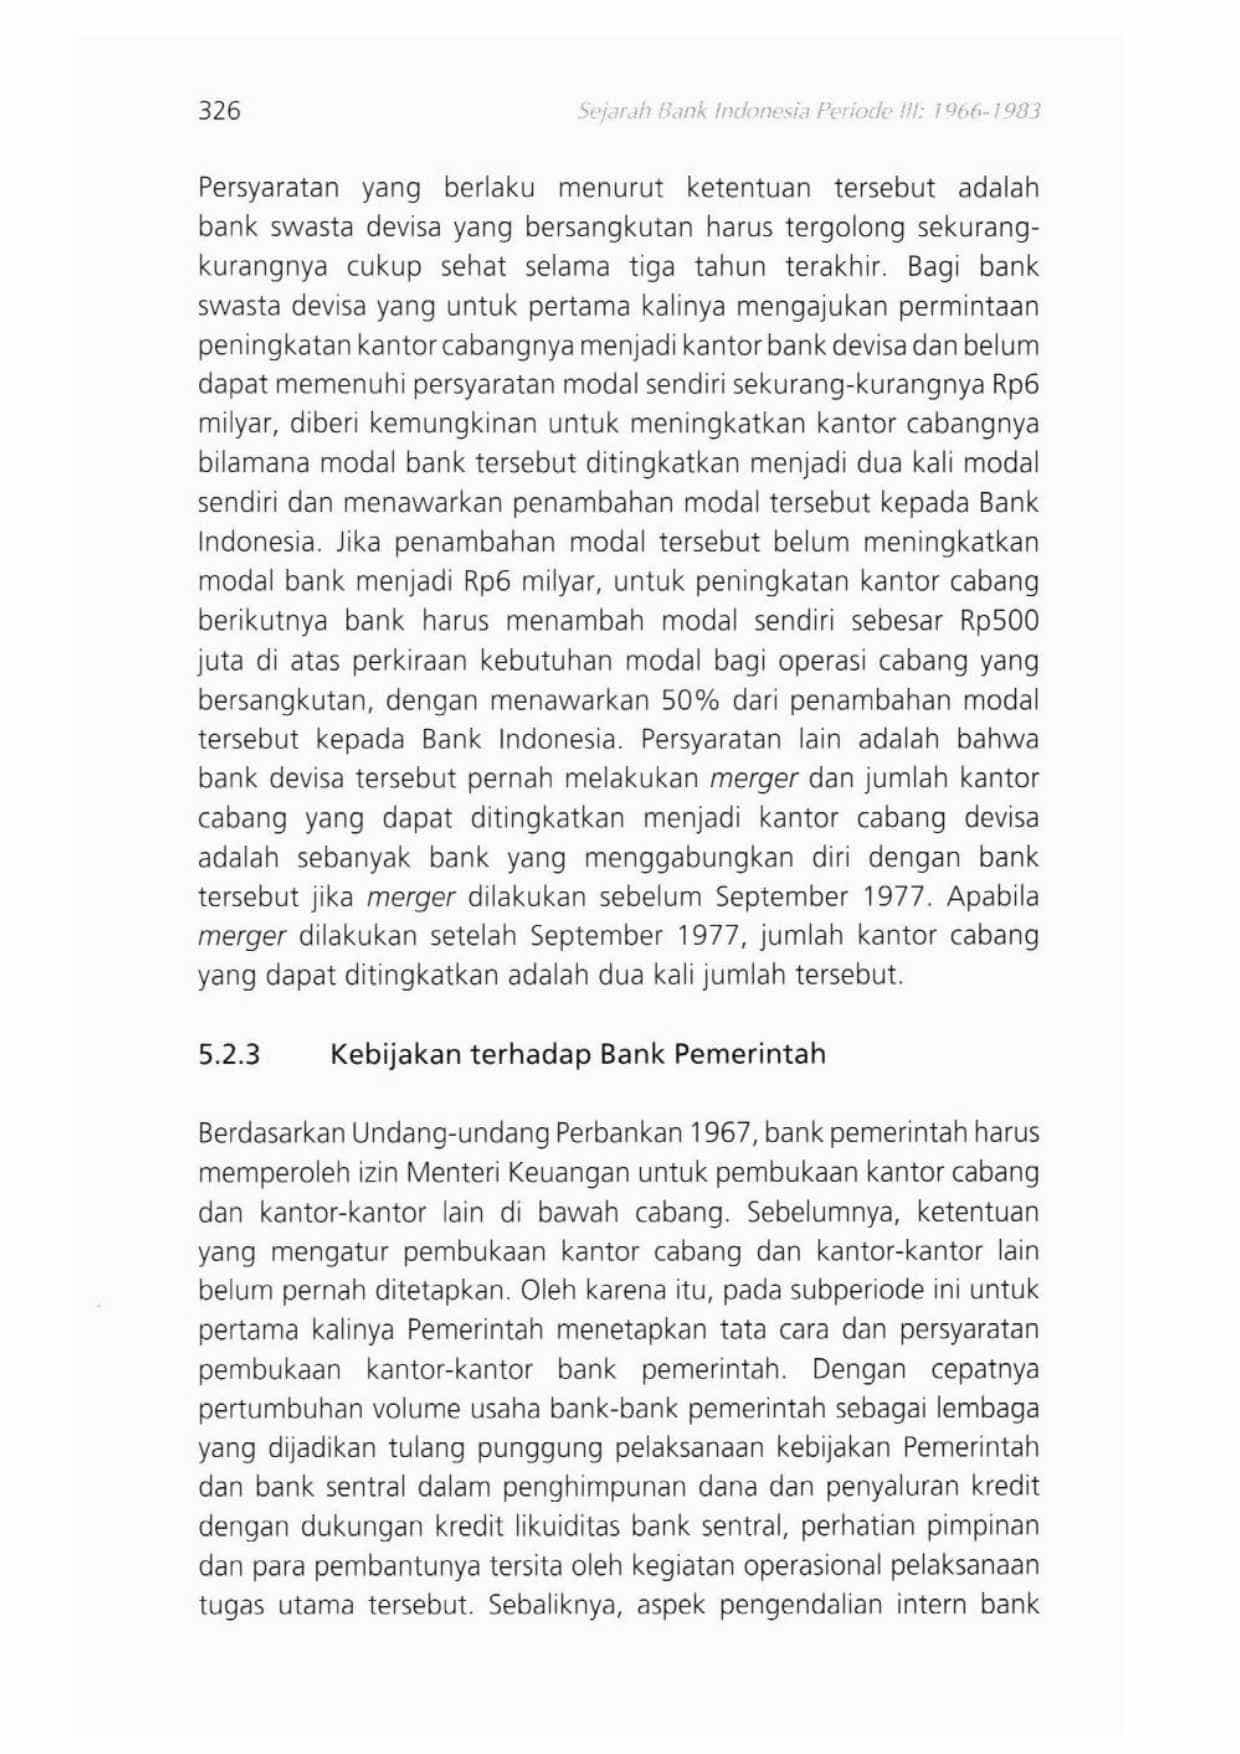 326
Sejarah Bank Indonesia Periode III: 1966-1983
Persyaratan yang berlaku menurut ketentuan tersebut adalah
bank swasta devisa yang bersangkutan harus tergolong sekurang-
kurangnya cukup sehat selama tiga tahun terakhir. Bagi bank
swasta devisa yang untuk pertama kalinya mengajukan permintaan
peningkatan kantor cabangnya menjadi kantor bank devisa dan belum
dapat memenuhi persyaratan modal sendiri sekurang-kurangnya Rp6
milyar, diberi kemungkinan untuk meningkatkan kantor cabangnya
bilamana modal bank tersebut ditingkatkan menjadi dua kali modal
sendiri dan menawarkan penambahan modal tersebut kepada Bank
Indonesia. Jika penambahan modal tersebut belum meningkatkan
modal bank menjadi Rp6 milyar, untuk peningkatan kantor cabang
berikutnya bank harus menambah modal sendiri sebesar Rp500
juta di atas perkiraan kebutuhan modal bagi operasi cabang yang
bersangkutan, dengan menawarkan 50% dari penambahan modal
tersebut kepada Bank Indonesia. Persyaratan lain adalah bahwa
bank devisa tersebut pernah melakukan merger dan jumlah kantor
cabang yang dapat ditingkatkan menjadi kantor cabang devisa
adalah sebanyak bank yang menggabungkan diri dengan bank
tersebut jika merger dilakukan sebelum September 1977. Apabila
merger dilakukan setelah September 1977, jumlah kantor cabang
yang dapat ditingkatkan adalah dua kali jumlah tersebut.
5.2.3 Kebijakan terhadap Bank Pemerintah
Berdasarkan Undang-undang Perbankan 1967, bank pemerintah harus
memperoleh izin Menteri Keuangan untuk pembukaan kantor cabang
dan kantor-kantor lain di bawah cabang. Sebelumnya, ketentuan
yang mengatur pembukaan kantor cabang dan kantor-kantor lain
belum pernah ditetapkan. Oleh karena itu, pada subperiode ini untuk
pertama kalinya Pemerintah menetapkan tata cara dan persyaratan
pembukaan kantor-kantor bank pemerintah. Dengan cepatnya
pertumbuhan volume usaha bank-bank pemerintah sebagai lembaga
yang dijadikan tulang punggung pelaksanaan kebijakan Pemerintah
dan bank sentral dalam penghimpunan dana dan penyaluran kredit
dengan dukungan kredit likuiditas bank sentral, perhatian pimpinan
dan para pembantunya tersita oleh kegiatan operasional pelaksanaan
tugas utama tersebut. Sebaliknya, aspek pengendalian intern bank